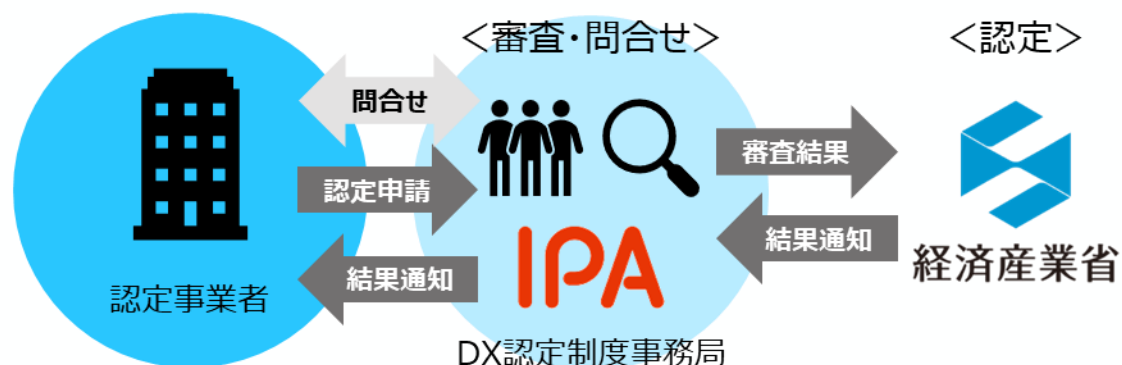 ＜審査・問合せ＞
＜認定＞
問合せ
審査結果
認定申請
結果通知
結果通知
IPA
経済産業省
認定事業者
DX認定制度事務局